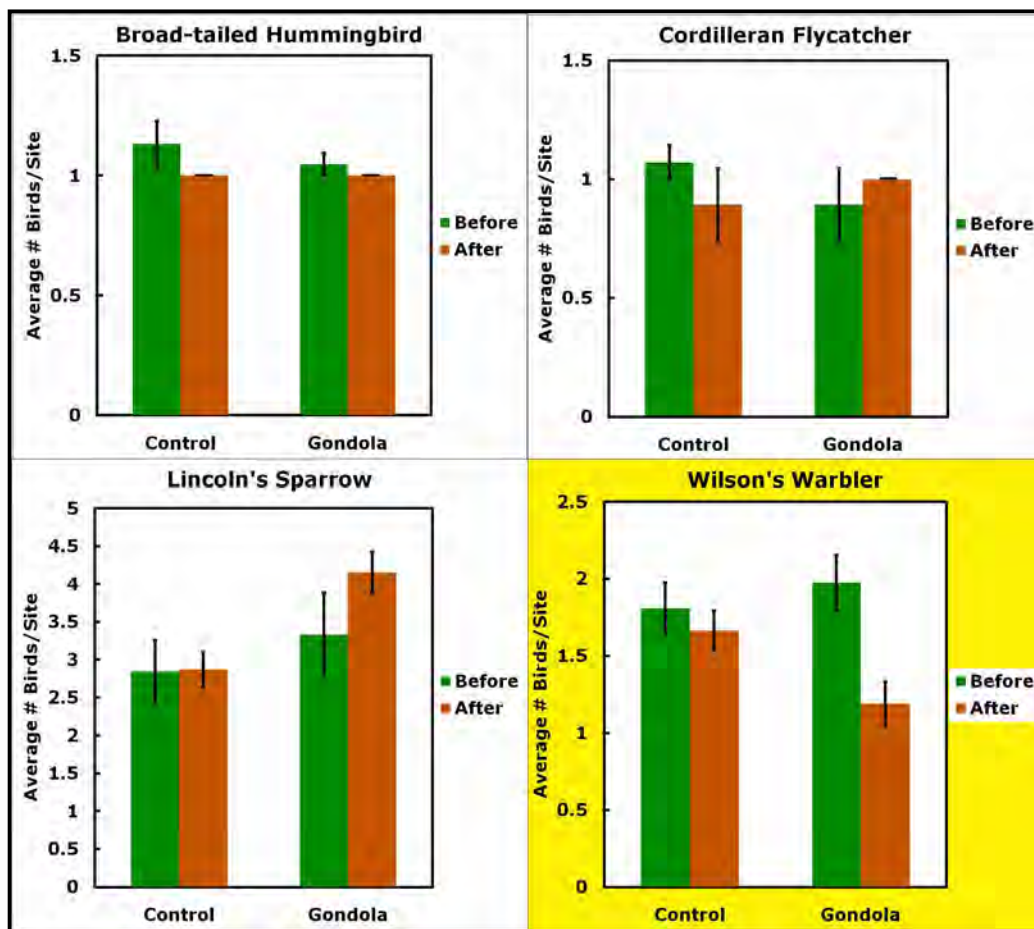 Broad-tailed Hummingbird
1.5
1
0.5
0
Average # Birds/Site
Control
Gondola
Before
After
Cordilleran Flycatcher
1.5
1
0.5
0
Average # Birds/Site
Control
Gondola
Before
After
Lincoln's Sparrow
5
4.5
4
3.5
3
2.5
2
1.5
1
0.5
0
Average # Birds/Site
Control
Gondola
Before
After
Wilson's Warbler
2.5
2
1.5
1
0.5
0
Average # Birds/Site
Control
Gondola
Before
After